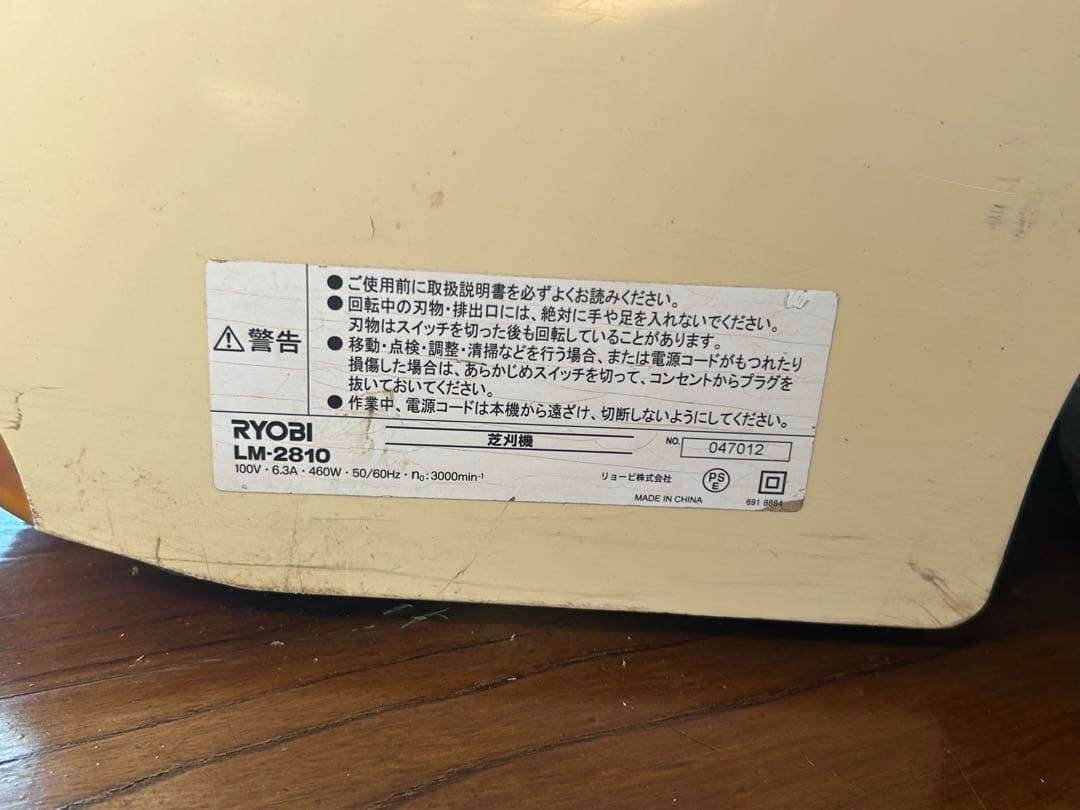 ⚠警告
●ご使用前に取扱説明書を必ずよくお読みください。
●回転中の刃物・排出口には、絶対に手や足を入れないでください。
刃物はスイッチを切った後も回転していることがあります。
●移動・点検・調整・清掃などを行う場合、または電源コードがもつれたり
損傷した場合は、あらかじめスイッチを切って、コンセントからプラグを
抜いておいてください。
●作業中、電源コードは本機から遠ざけ、切断しないようにしてください。
RYOBI
LM-2810
芝刈機
NO. 047012
100V・6.3A・460W・50/60Hz・n₀:3000min⁻¹
リョービ株式会社
PS
E
MADE IN CHINA
691 8884